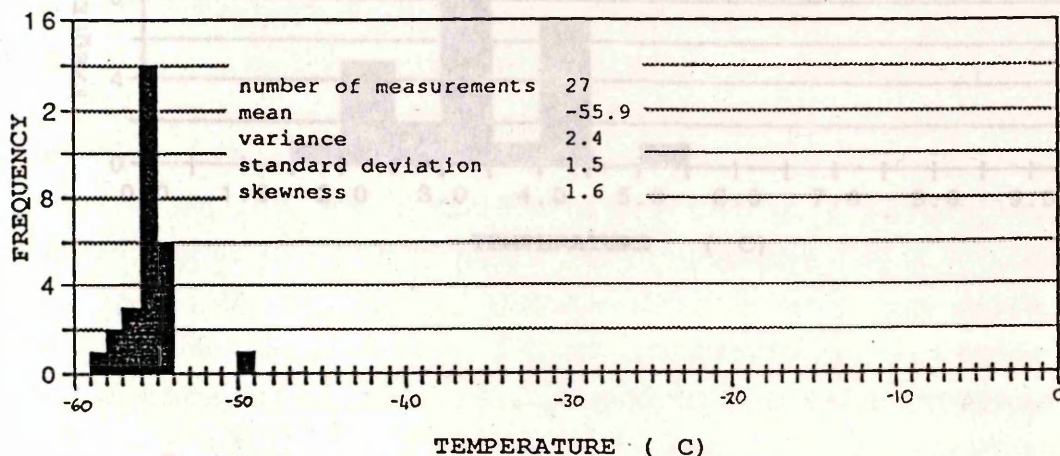 16
2
8
4
0
FREQUENCY
number of measurements 27
mean -55.9
variance 2.4
standard deviation 1.5
skewness 1.6
-60 -50 -40 -30 -20 -10 0
TEMPERATURE ( C)